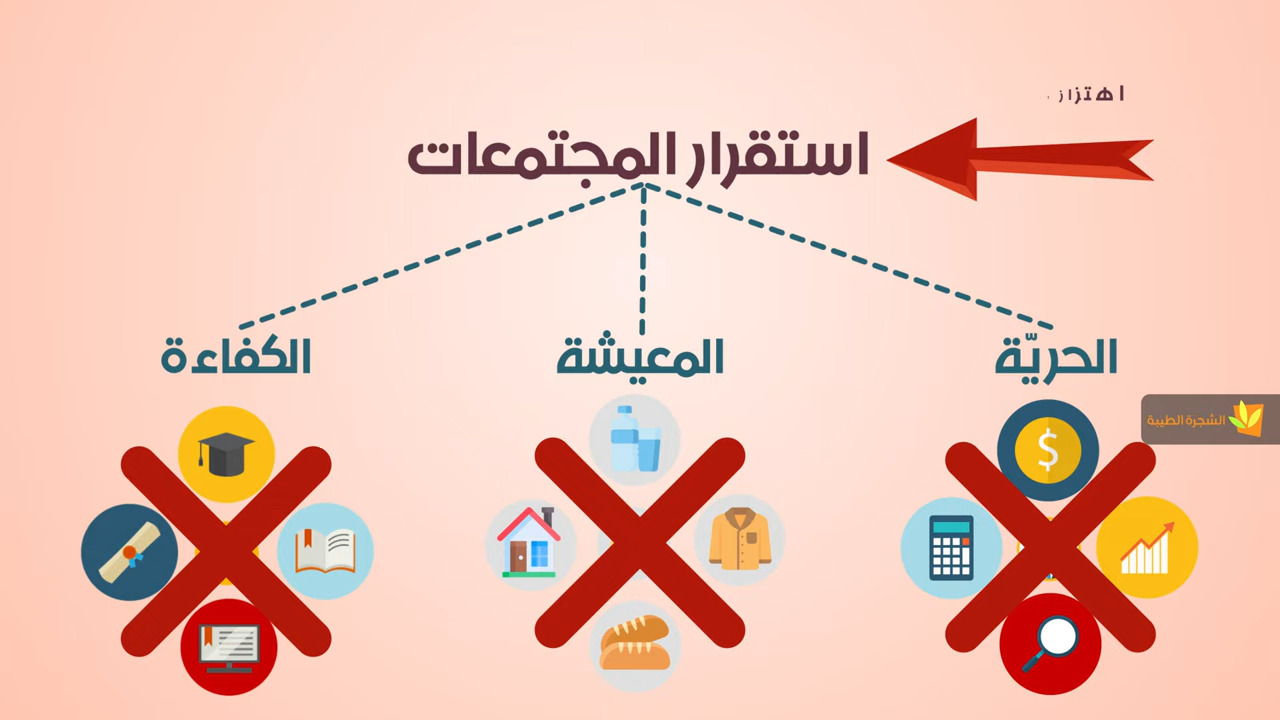 اهتزاز
استقرار المجتمعات
الحريّة
المعيشة
الكفاءة
الشجرة الطيبة
$